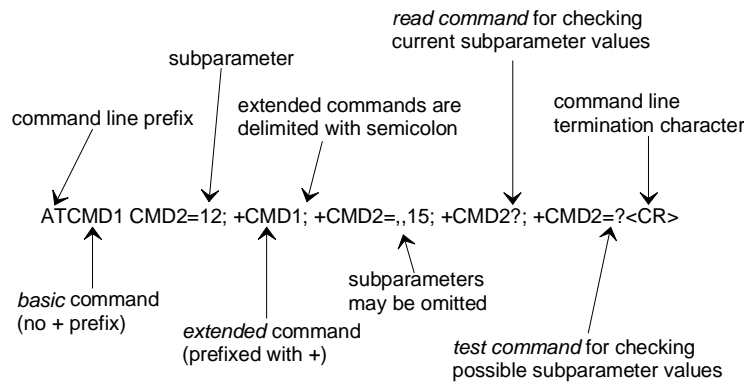 read command for checking
current subparameter values
subparameter
extended commands are
delimited with semicolon
command line
termination character
command line prefix
ATCMD1 CMD2=12; +CMD1; +CMD2=,,15; +CMD2?; +CMD2=?<CR>
basic command
(no + prefix)
extended command
(prefixed with +)
subparameters
may be omitted
test command for checking
possible subparameter values